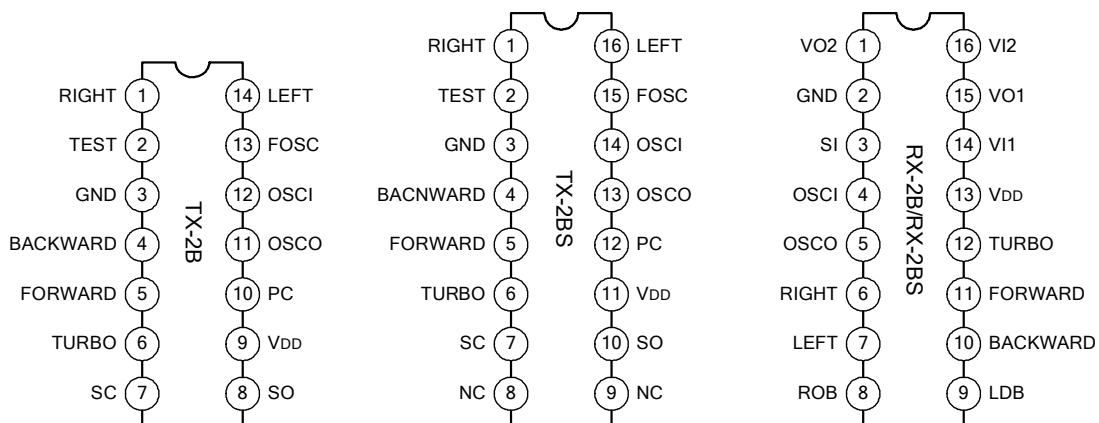 RIGHT 1 14 LEFT
TEST 2 13 FOSC
GND 3 12 OSCI
BACKWARD 4 11 OSCO
FORWARD 5 10 PC
TURBO 6 9 VDD
SC 7 8 SO
TX-2B
RIGHT 1 16 LEFT
TEST 2 15 FOSC
GND 3 14 OSCI
BACNWARD 4 13 OSCO
FORWARD 5 12 PC
TURBO 6 11 VDD
SC 7 10 SO
NC 8 9 NC
TX-2BS
VO2 1 16 VI2
GND 2 15 VO1
SI 3 14 VI1
OSCI 4 13 VDD
OSCO 5 12 TURBO
RIGHT 6 11 FORWARD
LEFT 7 10 BACKWARD
ROB 8 9 LDB
RX-2B/RX-2BS